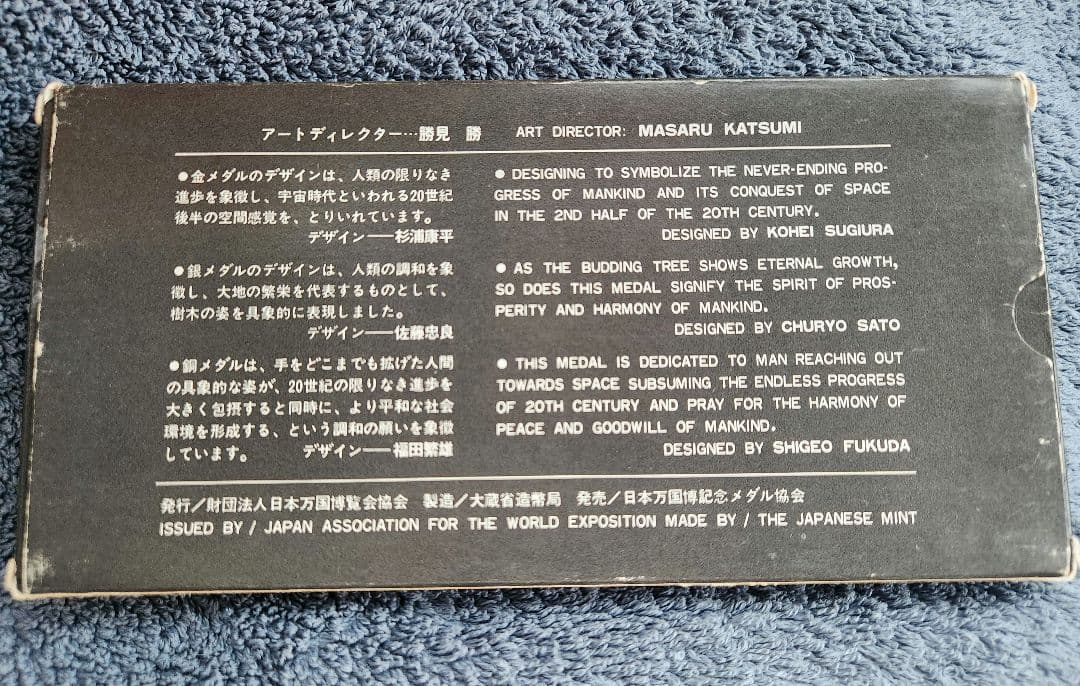 アートディレクター…勝見 勝 ART DIRECTOR: MASARU KATSUMI
●金メダルのデザインは、人類の限りなき
進歩を象徴し、宇宙時代といわれる20世紀
後半の空間感覚を、とりいれています。
デザイン──杉浦康平
●銀メダルのデザインは、人類の調和を象
徴し、大地の繁栄を代表するものとして、
樹木の姿を具象的に表現しました。
デザイン──佐藤忠良
●銅メダルは、手をどこまでも拡げた人間
の具象的な姿が、20世紀の限りなき進歩を
大きく包摂すると同時に、より平和な社会
環境を形成する、という調和の願いを象徴
しています。 デザイン──福田繁雄
● DESIGNING TO SYMBOLIZE THE NEVER-ENDING PRO-
GRESS OF MANKIND AND ITS CONQUEST OF SPACE
IN THE 2ND HALF OF THE 20TH CENTURY.
DESIGNED BY KOHEI SUGIURA
● AS THE BUDDING TREE SHOWS ETERNAL GROWTH,
SO DOES THIS MEDAL SIGNIFY THE SPIRIT OF PROS-
PERITY AND HARMONY OF MANKIND.
DESIGNED BY CHURYO SATO
● THIS MEDAL IS DEDICATED TO MAN REACHING OUT
TOWARDS SPACE SUBSUMING THE ENDLESS PROGRESS
OF 20TH CENTURY AND PRAY FOR THE HARMONY OF
PEACE AND GOODWILL OF MANKIND.
DESIGNED BY SHIGEO FUKUDA
発行／財団法人日本万国博覧会協会 製造／大蔵省造幣局 発売／日本万国博記念メダル協会
ISSUED BY / JAPAN ASSOCIATION FOR THE WORLD EXPOSITION MADE BY / THE JAPANESE MINT